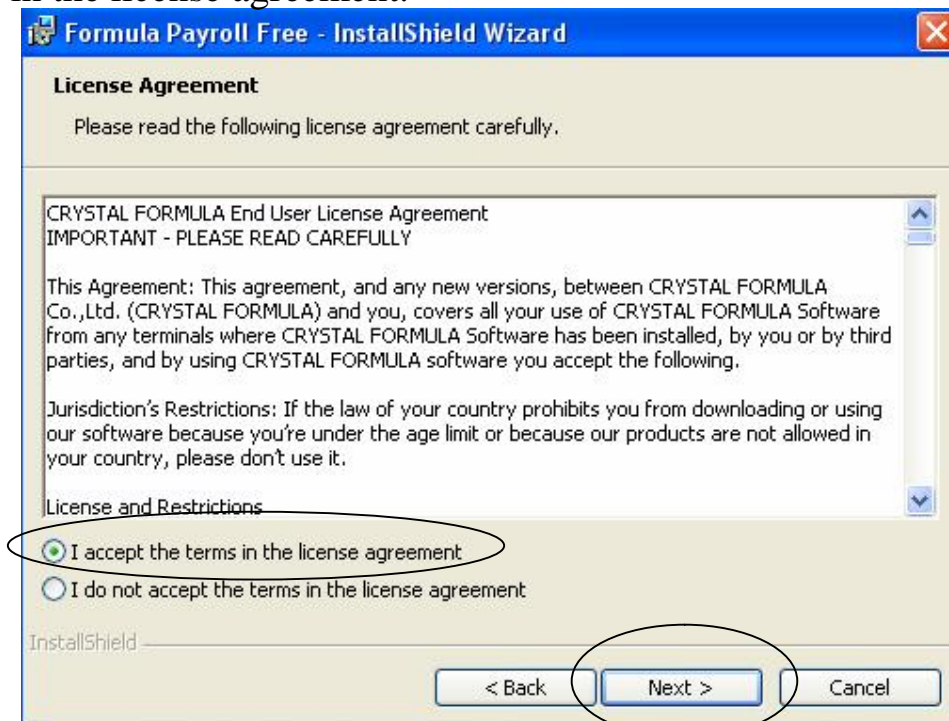 in the license agreement.
Formula Payroll Free - InstallShield Wizard
License Agreement
Please read the following license agreement carefully.
CRYSTAL FORMULA End User License Agreement
IMPORTANT - PLEASE READ CAREFULLY
This Agreement: This agreement, and any new versions, between CRYSTAL FORMULA
Co.,Ltd. (CRYSTAL FORMULA) and you, covers all your use of CRYSTAL FORMULA Software
from any terminals where CRYSTAL FORMULA Software has been installed, by you or by third
parties, and by using CRYSTAL FORMULA software you accept the following.
Jurisdiction's Restrictions: If the law of your country prohibits you from downloading or using
our software because you're under the age limit or because our products are not allowed in
your country, please don't use it.
License and Restrictions
I accept the terms in the license agreement
I do not accept the terms in the license agreement
InstallShield
< Back Next > Cancel